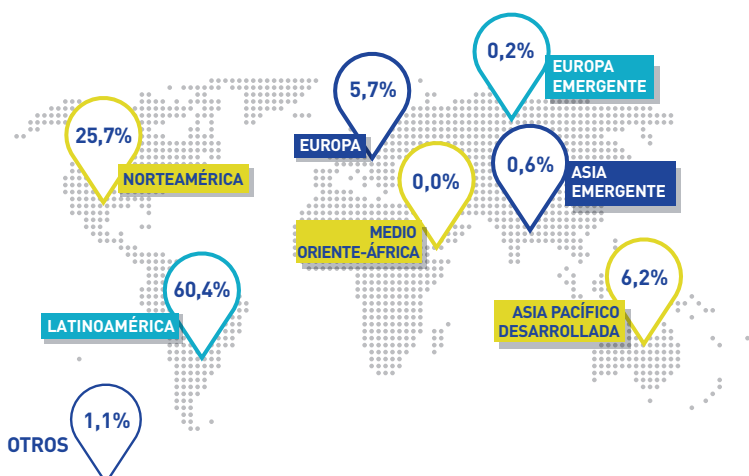 0,2%
EUROPA
EMERGENTE
5,7%
EUROPA
25,7%
NORTEAMÉRICA
0,0%
MEDIO
ORIENTE-ÁFRICA
0,6%
ASIA
EMERGENTE
60,4%
LATINOAMÉRICA
6,2%
ASIA PACÍFICO
DESARROLLADA
1,1%
OTROS